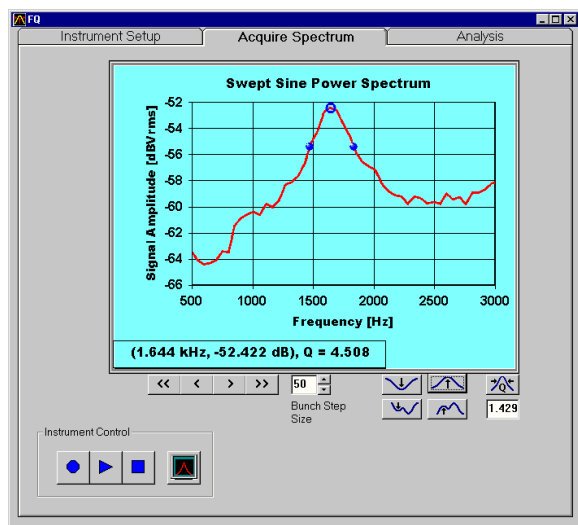 FQ
Instrument Setup
Acquire Spectrum
Analysis
Swept Sine Power Spectrum
Signal Amplitude [dBVrms]
-52
-54
-56
-58
-60
-62
-64
-66
500 1000 1500 2000 2500 3000
Frequency [Hz]
(1.644 kHz, -52.422 dB), Q = 4.508
<< < > >>
50
Bunch Step
Size
Q
1.429
Instrument Control